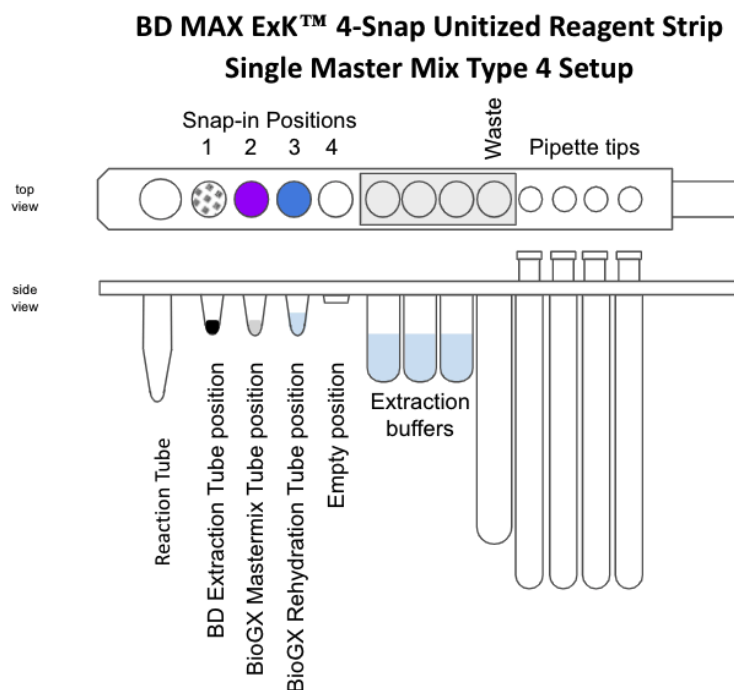 BD MAX ExK™ 4-Snap Unitized Reagent Strip
Single Master Mix Type 4 Setup
Snap-in Positions
1 2 3 4
Waste
Pipette tips
top
view
side
view
Reaction Tube
BD Extraction Tube position
BioGX Mastermix Tube position
BioGX Rehydration Tube position
Empty position
Extraction
buffers